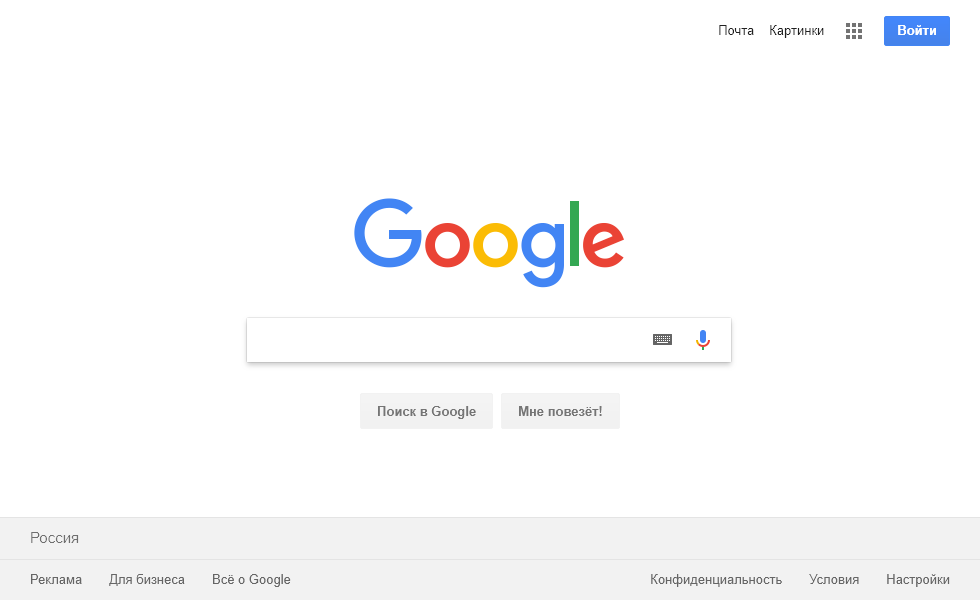 Почта Картинки Войти
Google
Поиск в Google Мне повезёт!
Россия
Реклама Для бизнеса Всё о Google Конфиденциальность Условия Настройки